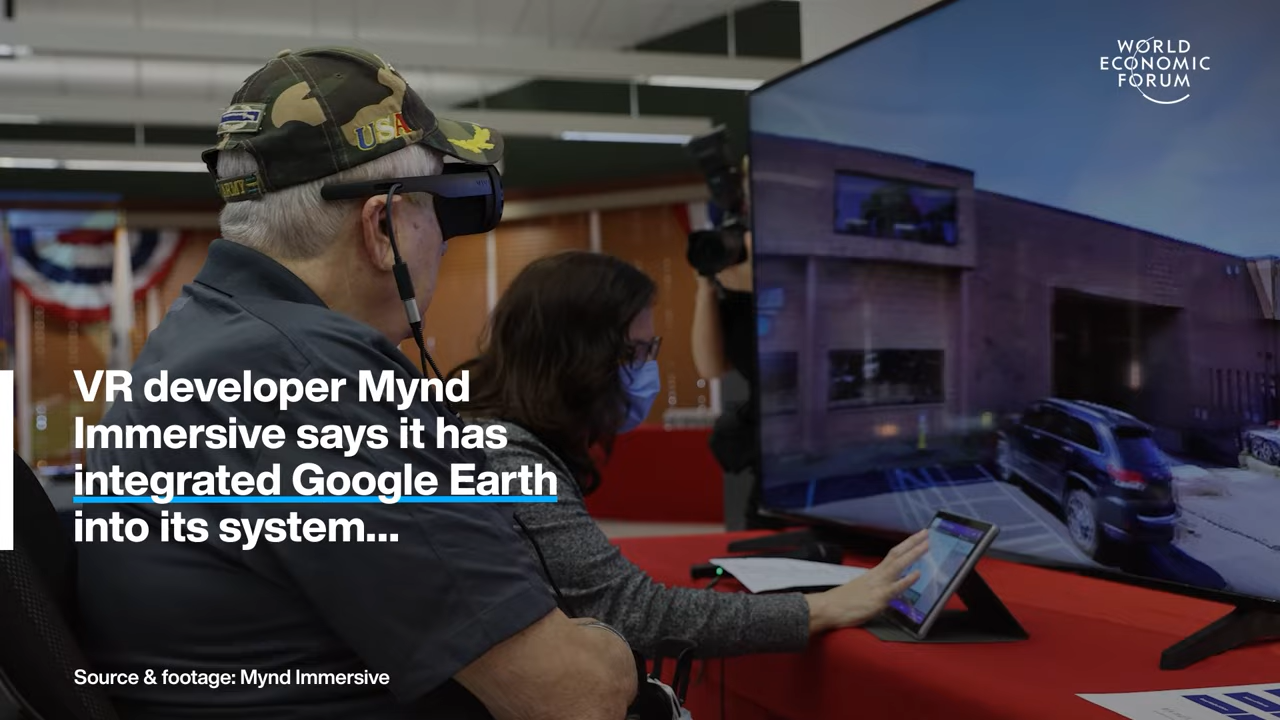 WORLD
ECONOMIC
FORUM
USA
ARMY
VR developer Mynd
Immersive says it has
integrated Google Earth
into its system...
Source & footage: Mynd Immersive